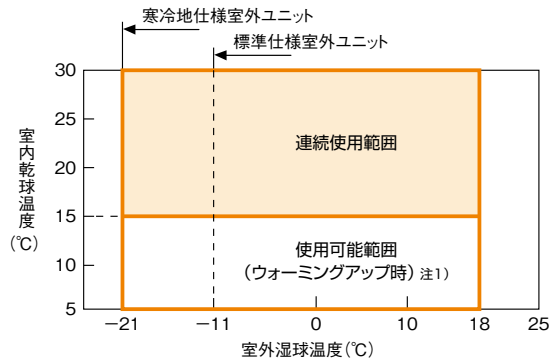 寒冷地仕様室外ユニット
標準仕様室外ユニット
30
25
20
15
10
5
室内乾球温度
(℃)
連続使用範囲
使用可能範囲
(ウォーミングアップ時) 注1)
−21
−11
0
10
18
25
室外湿球温度(℃)